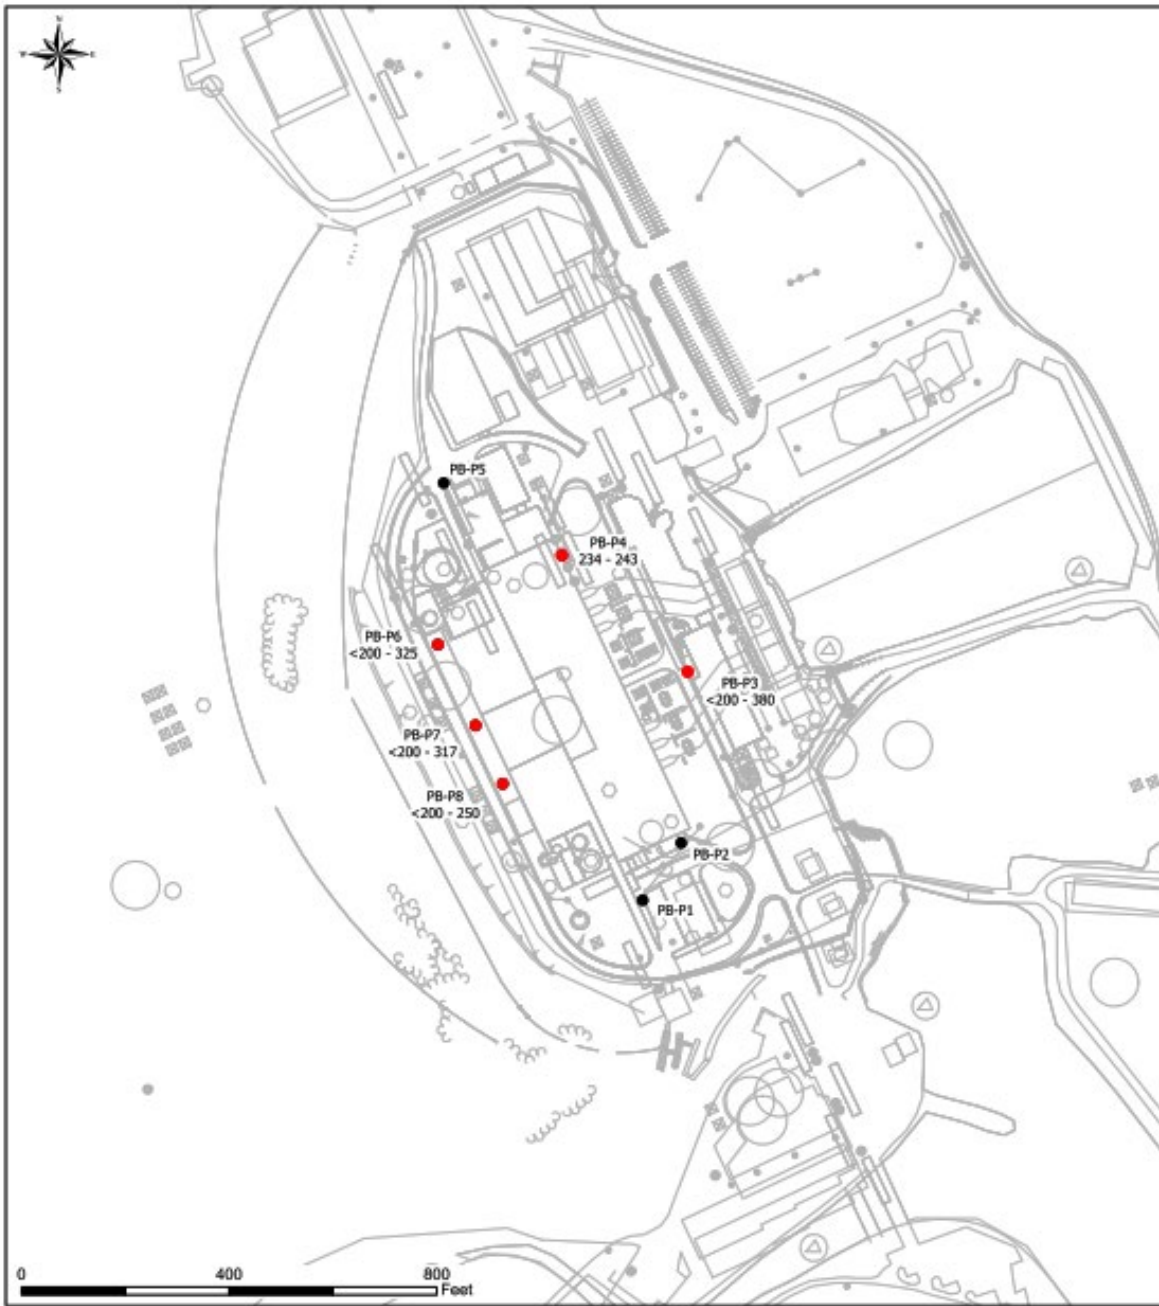 N
W E
S
PB-P5
PB-P4
234 - 243
PB-P6
<200 - 325
PB-P3
<200 - 380
PB-P7
<200 - 317
PB-P8
<200 - 250
PB-P2
PB-P1
0 400 800
Feet